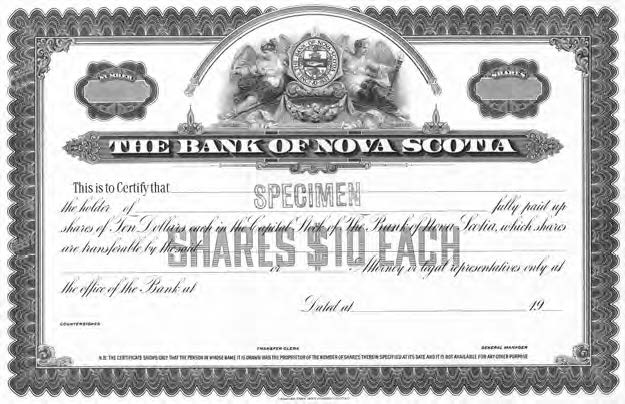 NUMBER
THE BANK OF NOVA SCOTIA
SHARES
THE BANK OF NOVA SCOTIA
This is to Certify that
SPECIMEN
the holder of fully paid up
shares of Ten Dollars each in the Capital Stock of The Bank of Nova Scotia, which shares
are transferable by the said
SHARES $10 EACH
or Attorney or legal representatives only at
the office of the Bank at
Dated at 19
COUNTERSIGNED
TRANSFER CLERK GENERAL MANAGER
N.B. THE CERTIFICATE SHOWS ONLY THAT THE PERSON IN WHOSE NAME IT IS DRAWN WAS THE PROPRIETOR OF THE NUMBER OF SHARES THEREIN SPECIFIED AT ITS DATE AND IT IS NOT AVAILABLE FOR ANY OTHER PURPOSE